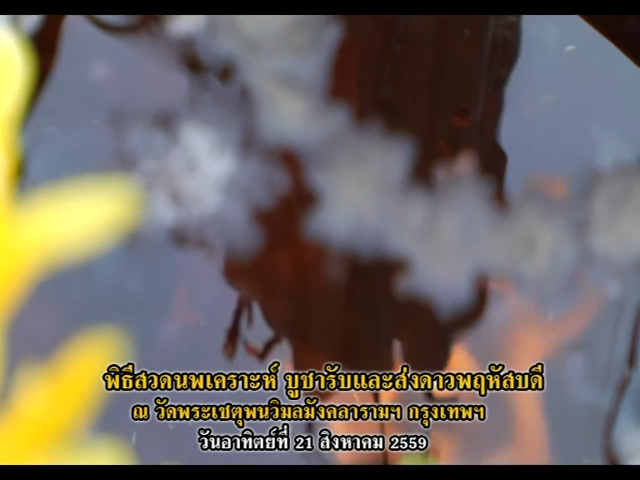 พิธีสวดนพเคราะห์ บูชารับและส่งดาวพฤหัสบดี
ณ วัดพระเชตุพนวิมลมังคลารามฯ กรุงเทพฯ
วันอาทิตย์ที่ 21 สิงหาคม 2559